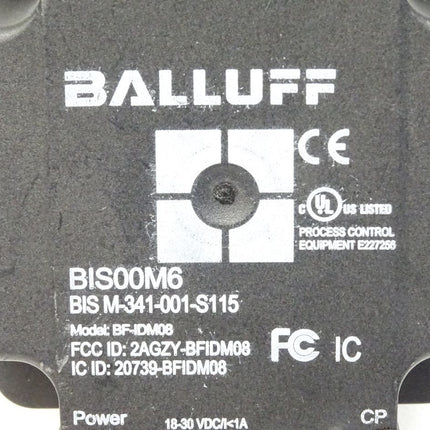 BALLUFF
CE
C UL US LISTED
PROCESS CONTROL
EQUIPMENT E227256
BIS00M6
BIS M-341-001-S115
Model: BF-IDM08
FCC ID: 2AGZY-BFIDM08
IC ID: 20739-BFIDM08
FC IC
Power 18-30 VDC/I<1A CP